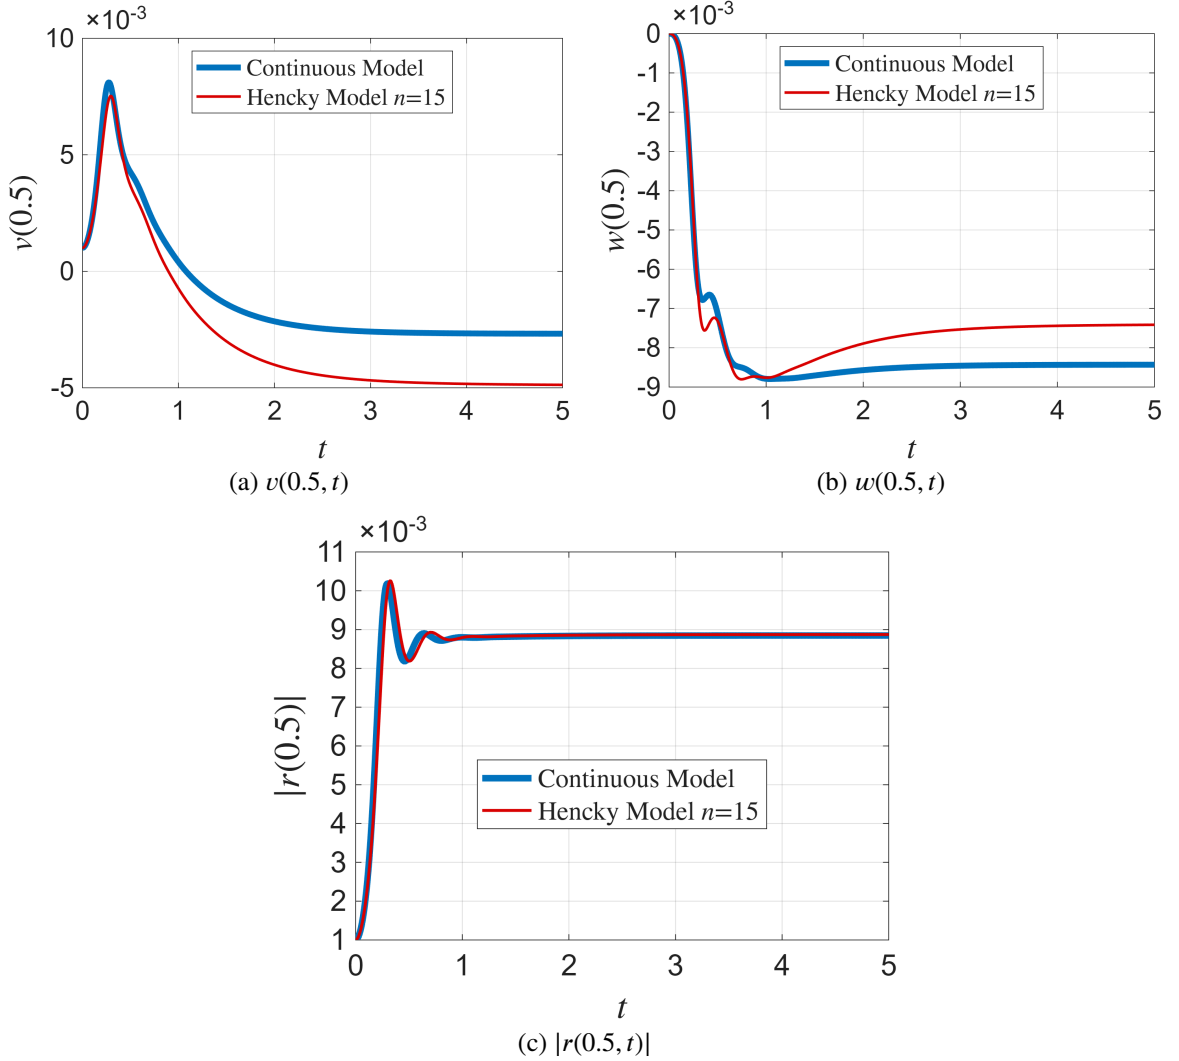 ×10-3
10
5
0
-5
v(0.5)
Continuous Model
Hencky Model n=15
0 1 2 3 4 5
t
(a) v(0.5, t)
×10-3
0
-1
-2
-3
-4
-5
-6
-7
-8
-9
w(0.5)
Continuous Model
Hencky Model n=15
0 1 2 3 4 5
t
(b) w(0.5, t)
×10-3
11
10
9
8
7
6
5
4
3
2
1
|r(0.5)|
Continuous Model
Hencky Model n=15
0 1 2 3 4 5
t
(c) |r(0.5, t)|